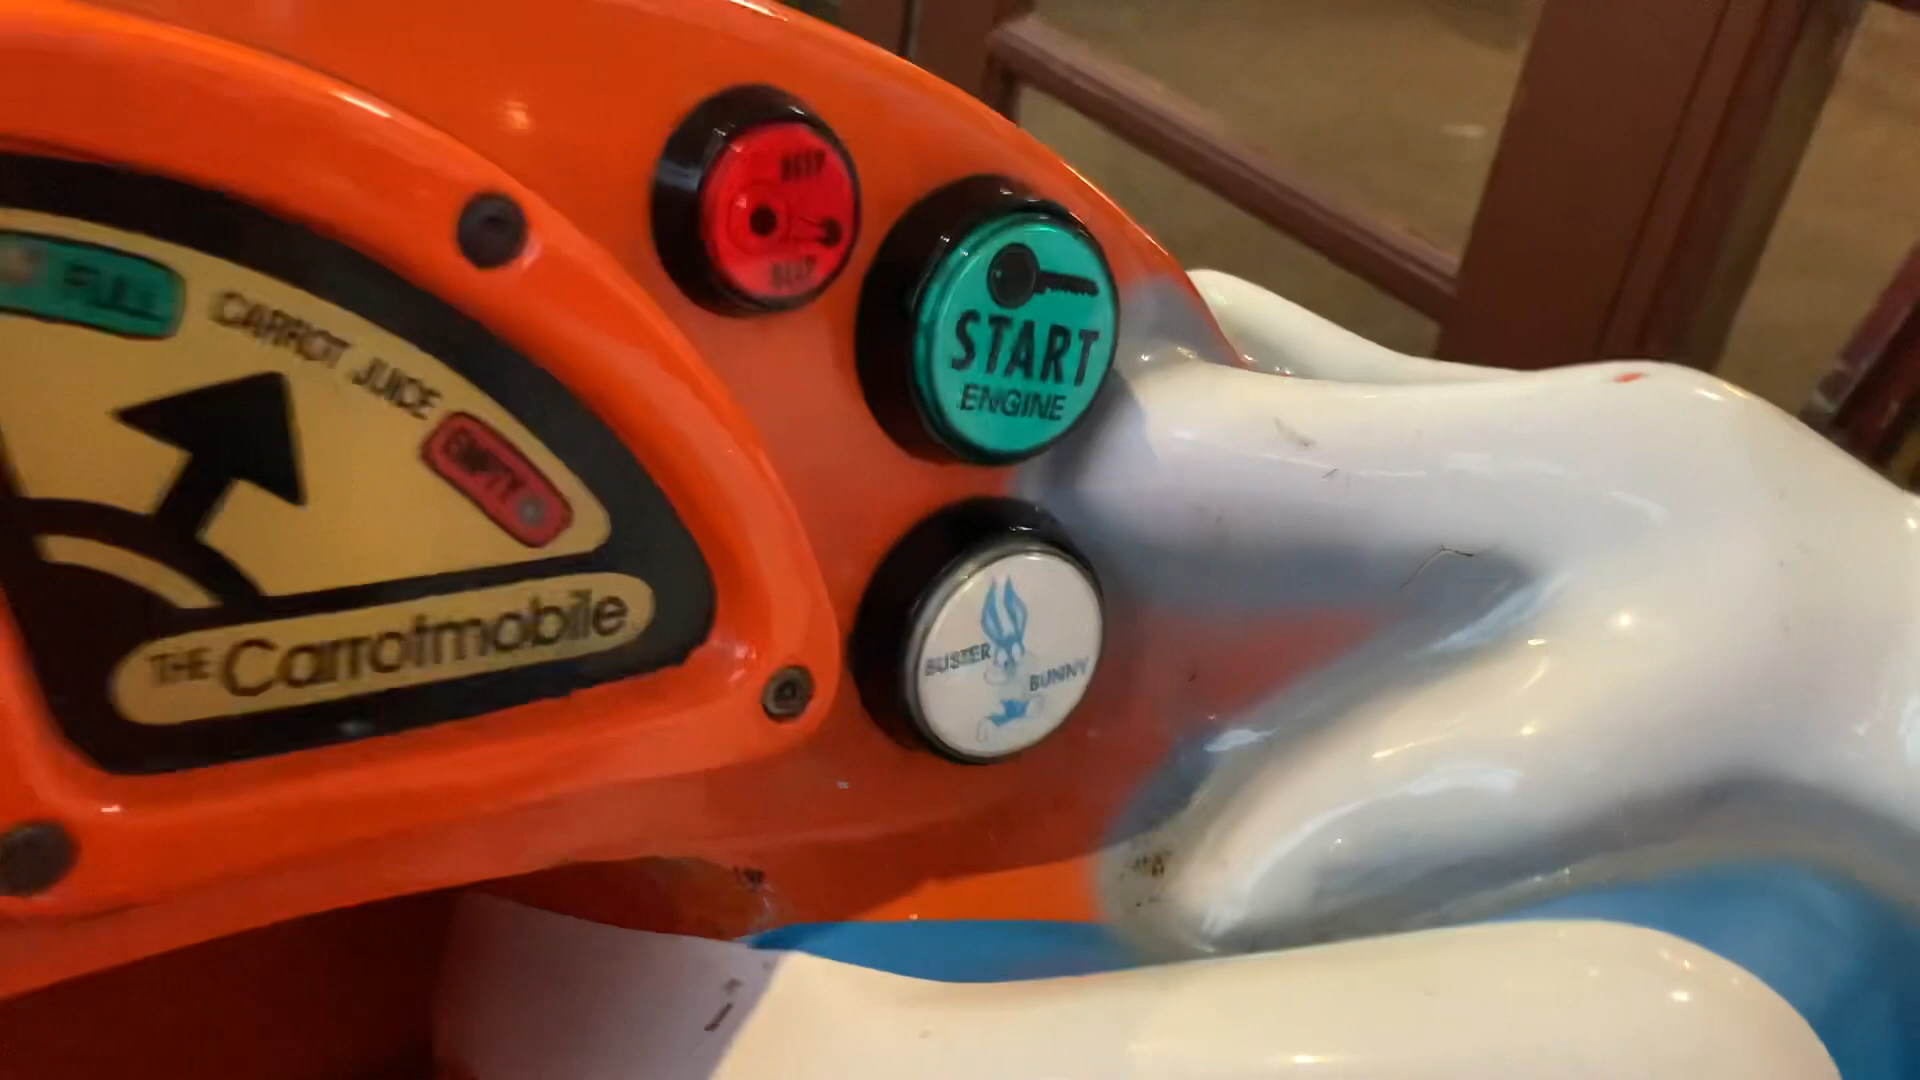 BEEP
BEEP
START
ENGINE
FULL
CARROT JUICE
EMPTY
THE Carrotmobile
BUSTER
BUNNY